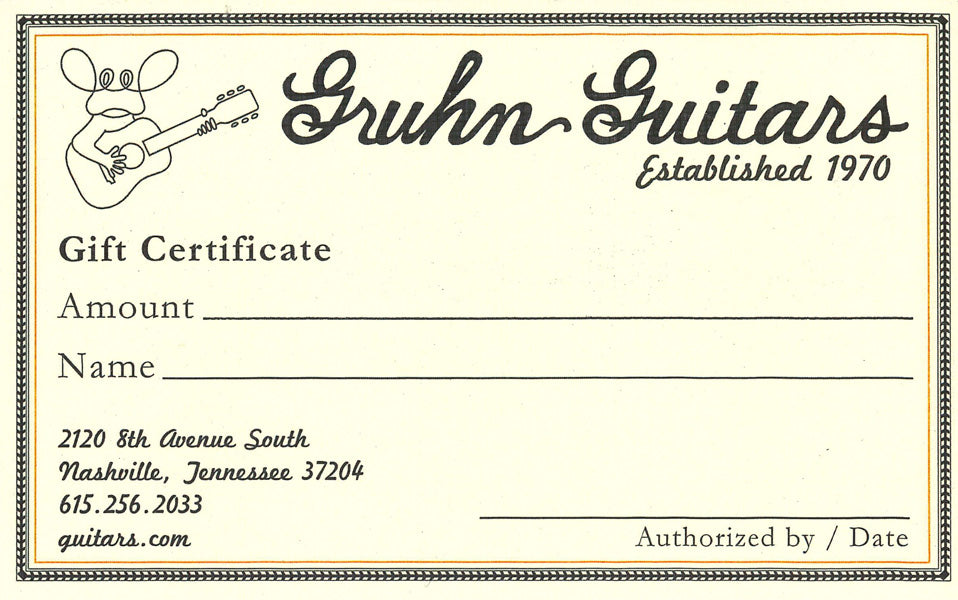 Gruhn Guitars
Established 1970
Gift Certificate
Amount
Name
2120 8th Avenue South
Nashville, Tennessee 37204
615.256.2033
guitars.com
Authorized by / Date